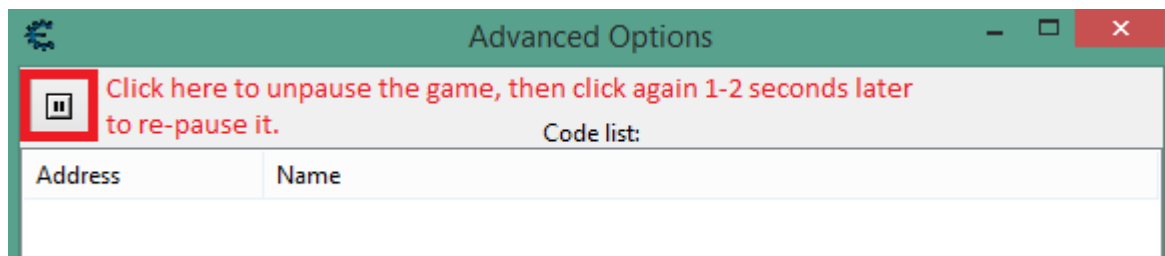 Advanced Options
Click here to unpause the game, then click again 1-2 seconds later
to re-pause it.
Code list:
Address Name